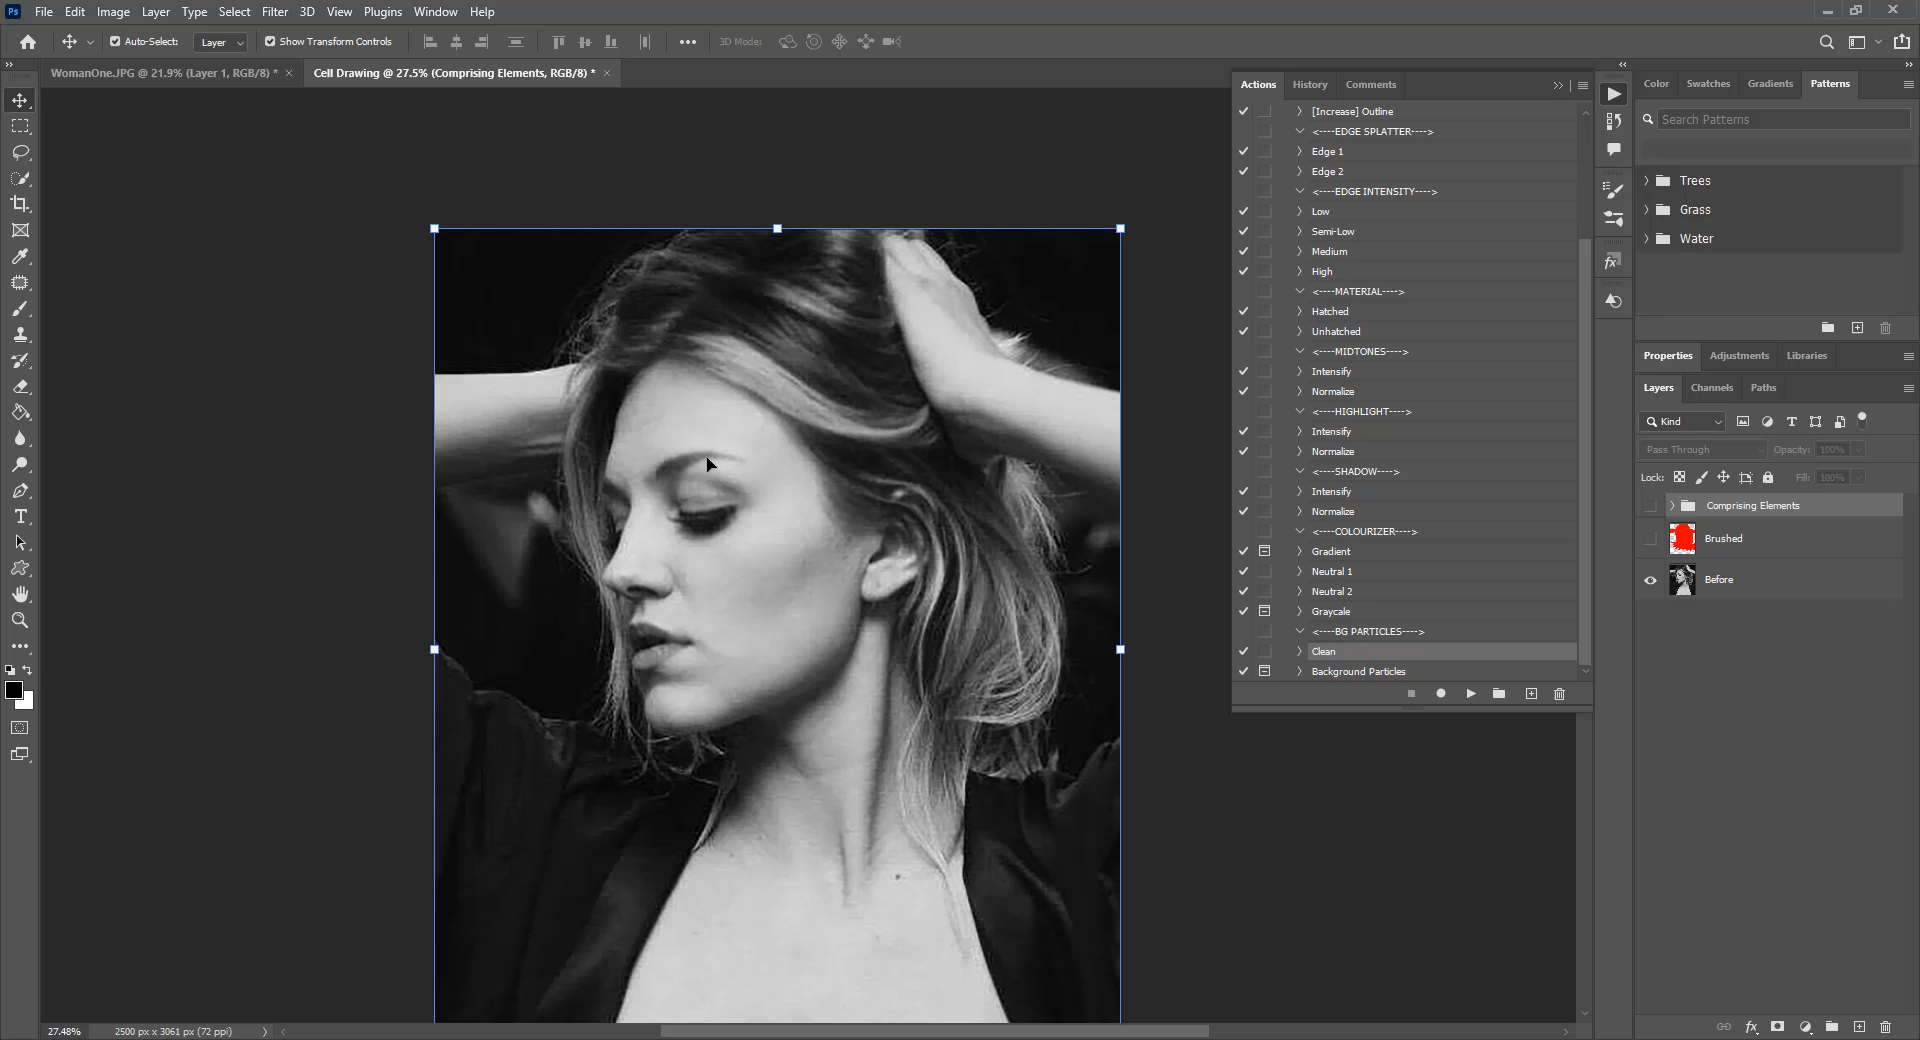 Ps File Edit Image Layer Type Select Filter 3D View Plugins Window Help
Auto-Select: Layer Show Transform Controls 3D Mode:
WomanOne.JPG @ 21.9% (Layer 1, RGB/8) * Cell Drawing @ 27.5% (Comprising Elements, RGB/8) *
Actions History Comments
[Increase] Outline
<----EDGE SPLATTER---->
Edge 1
Edge 2
<----EDGE INTENSITY---->
Low
Semi-Low
Medium
High
<----MATERIAL---->
Hatched
Unhatched
<----MIDTONES---->
Intensify
Normalize
<----HIGHLIGHT---->
Intensify
Normalize
<----SHADOW---->
Intensify
Normalize
<----COLOURIZER---->
Gradient
Neutral 1
Neutral 2
Graycale
<----BG PARTICLES---->
Clean
Background Particles
Color Swatches Gradients Patterns
Search Patterns
Trees
Grass
Water
Properties Adjustments Libraries
Layers Channels Paths
Kind
Pass Through Opacity: 100%
Lock: Fill: 100%
Comprising Elements
Brushed
Before
27.48% 2500 px x 3061 px (72 ppi)